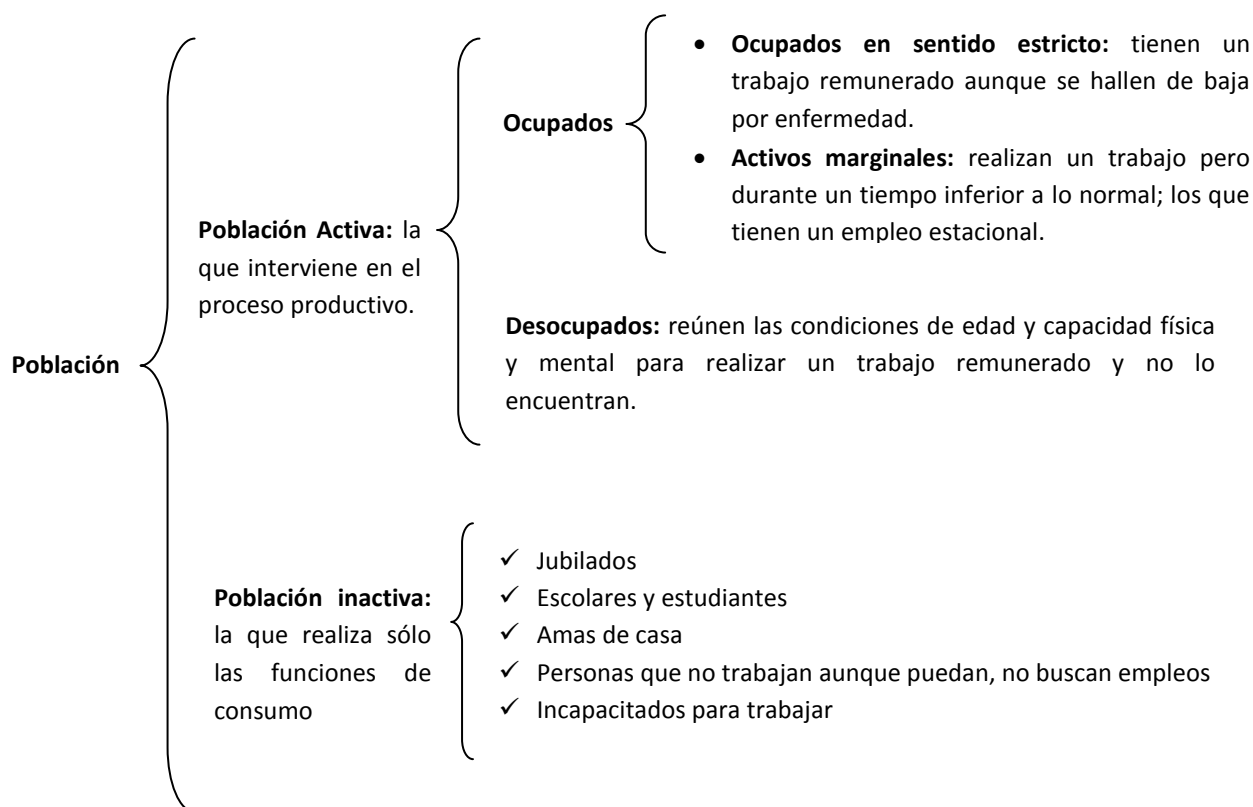 Población
Población Activa: la
que interviene en el
proceso productivo.
Ocupados
• Ocupados en sentido estricto: tienen un
trabajo remunerado aunque se hallen de baja
por enfermedad.
• Activos marginales: realizan un trabajo pero
durante un tiempo inferior a lo normal; los que
tienen un empleo estacional.
Desocupados: reúnen las condiciones de edad y capacidad física
y mental para realizar un trabajo remunerado y no lo
encuentran.
Población inactiva:
la que realiza sólo
las funciones de
consumo
✓ Jubilados
✓ Escolares y estudiantes
✓ Amas de casa
✓ Personas que no trabajan aunque puedan, no buscan empleos
✓ Incapacitados para trabajar